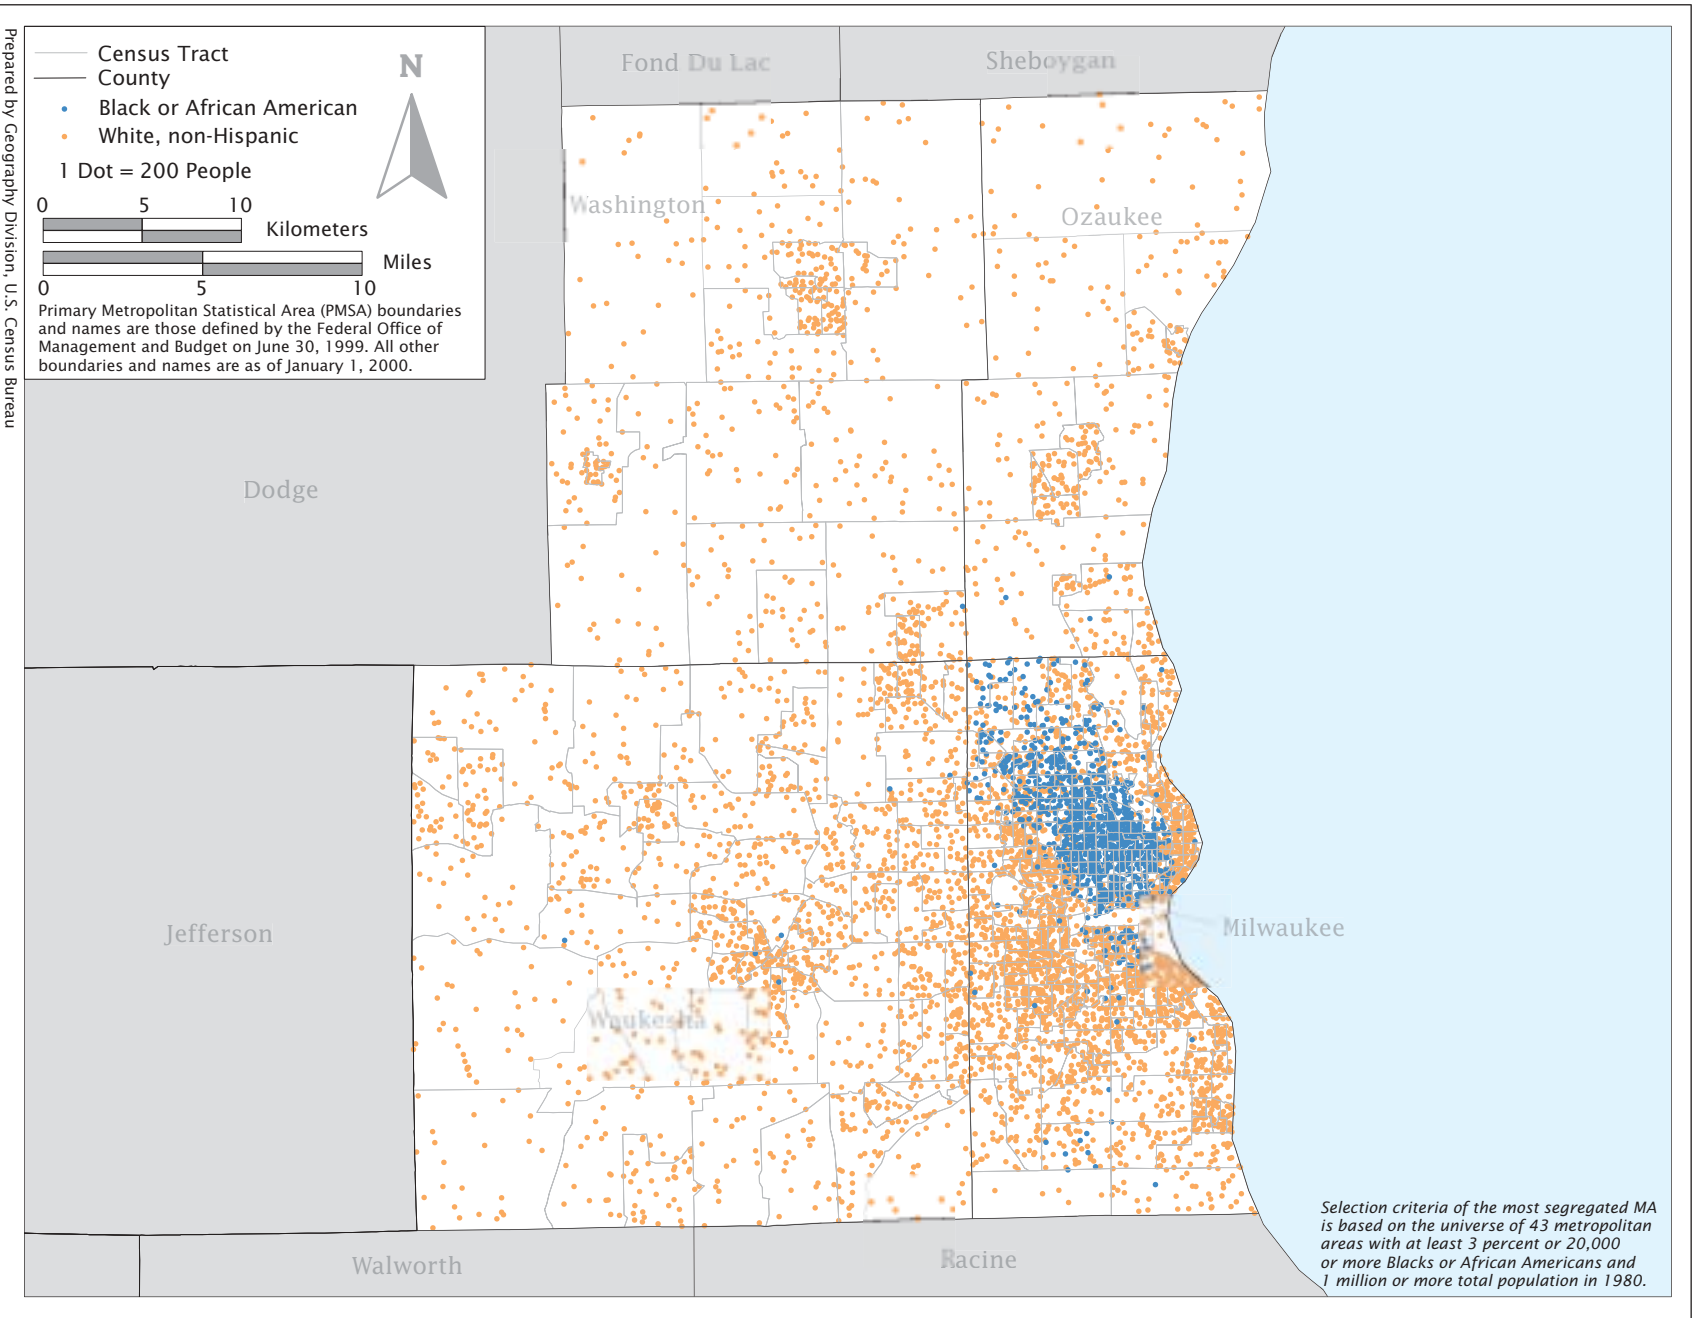 Prepared by Geography Division, U.S. Census Bureau
Census Tract
County
Black or African American
White, non-Hispanic
1 Dot = 200 People
N
0 5 10
Kilometers
Miles
0 5 10
Primary Metropolitan Statistical Area (PMSA) boundaries
and names are those defined by the Federal Office of
Management and Budget on June 30, 1999. All other
boundaries and names are as of January 1, 2000.
Fond Du Lac
Sheboygan
Washington
Ozaukee
Dodge
Jefferson
Milwaukee
Waukesha
Walworth
Racine
Selection criteria of the most segregated MA
is based on the universe of 43 metropolitan
areas with at least 3 percent or 20,000
or more Blacks or African Americans and
1 million or more total population in 1980.